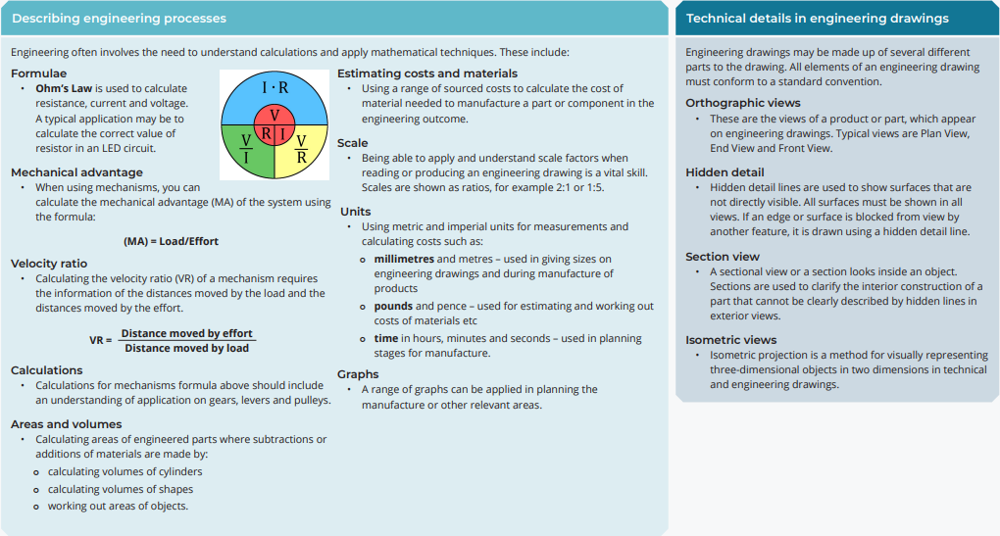 Describing engineering processes
Engineering often involves the need to understand calculations and apply mathematical techniques. These include:
Formulae
• Ohm's Law is used to calculate
resistance, current and voltage.
A typical application may be to
calculate the correct value of
resistor in an LED circuit.
I · R
V
R I
V
I
V
R
Mechanical advantage
• When using mechanisms, you can
calculate the mechanical advantage (MA) of the system using
the formula:
(MA) = Load/Effort
Velocity ratio
• Calculating the velocity ratio (VR) of a mechanism requires
the information of the distances moved by the load and the
distances moved by the effort.
VR = Distance moved by effort
Distance moved by load
Calculations
• Calculations for mechanisms formula above should include
an understanding of application on gears, levers and pulleys.
Areas and volumes
• Calculating areas of engineered parts where subtractions or
additions of materials are made by:
o calculating volumes of cylinders
o calculating volumes of shapes
o working out areas of objects.
Estimating costs and materials
• Using a range of sourced costs to calculate the cost of
material needed to manufacture a part or component in the
engineering outcome.
Scale
• Being able to apply and understand scale factors when
reading or producing an engineering drawing is a vital skill.
Scales are shown as ratios, for example 2:1 or 1:5.
Units
• Using metric and imperial units for measurements and
calculating costs such as:
o millimetres and metres – used in giving sizes on
engineering drawings and during manufacture of
products
o pounds and pence – used for estimating and working out
costs of materials etc
o time in hours, minutes and seconds – used in planning
stages for manufacture.
Graphs
• A range of graphs can be applied in planning the
manufacture or other relevant areas.
Technical details in engineering drawings
Engineering drawings may be made up of several different
parts to the drawing. All elements of an engineering drawing
must conform to a standard convention.
Orthographic views
• These are the views of a product or part, which appear
on engineering drawings. Typical views are Plan View,
End View and Front View.
Hidden detail
• Hidden detail lines are used to show surfaces that are
not directly visible. All surfaces must be shown in all
views. If an edge or surface is blocked from view by
another feature, it is drawn using a hidden detail line.
Section view
• A sectional view or a section looks inside an object.
Sections are used to clarify the interior construction of a
part that cannot be clearly described by hidden lines in
exterior views.
Isometric views
• Isometric projection is a method for visually representing
three-dimensional objects in two dimensions in technical
and engineering drawings.